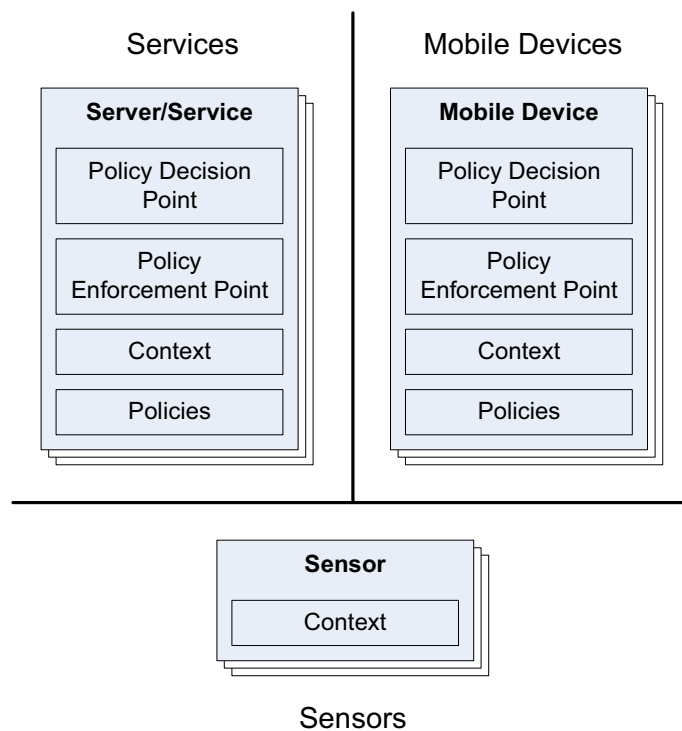 Services
Server/Service
Policy Decision
Point
Policy
Enforcement Point
Context
Policies
Mobile Devices
Mobile Device
Policy Decision
Point
Policy
Enforcement Point
Context
Policies
Sensor
Context
Sensors